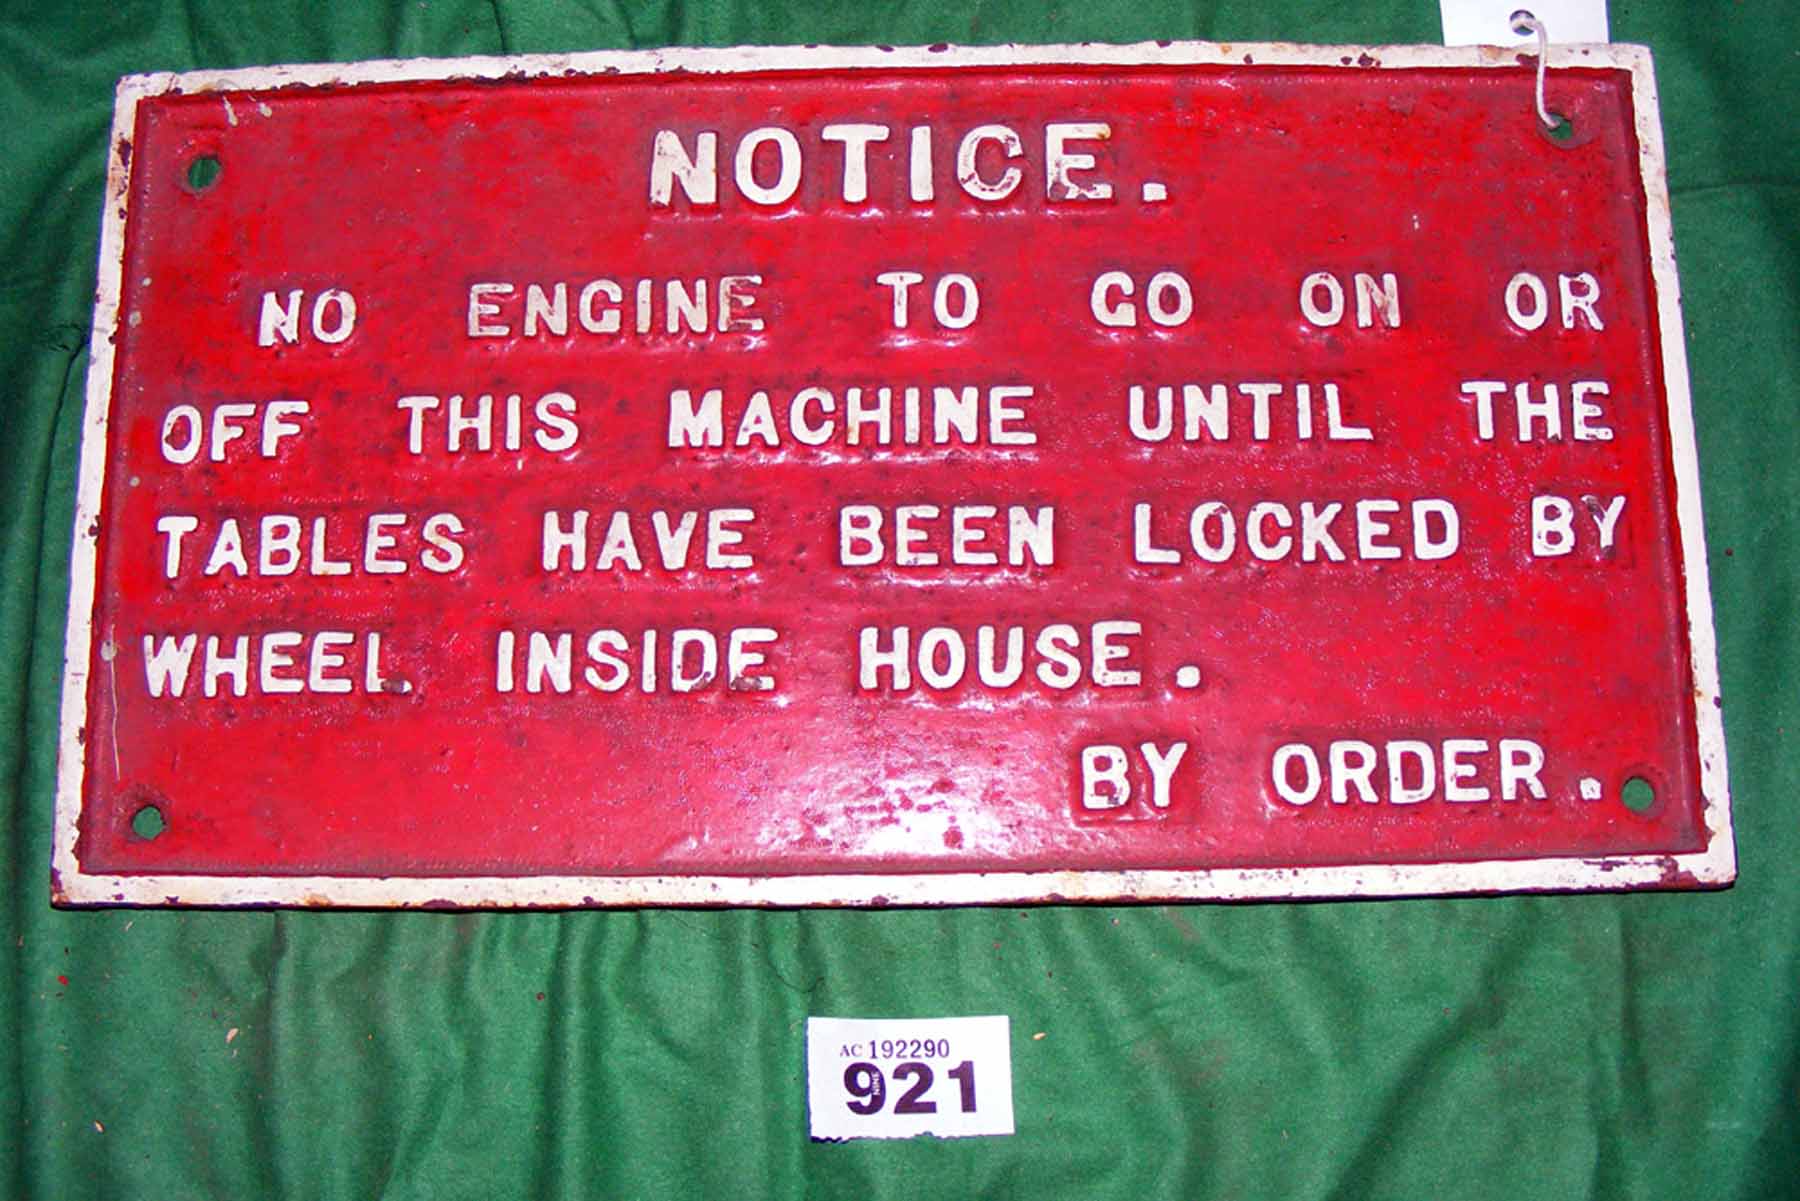 NOTICE.
NO ENGINE TO GO ON OR
OFF THIS MACHINE UNTIL THE
TABLES HAVE BEEN LOCKED BY
WHEEL INSIDE HOUSE.
BY ORDER.
AC 192290
921
NINE